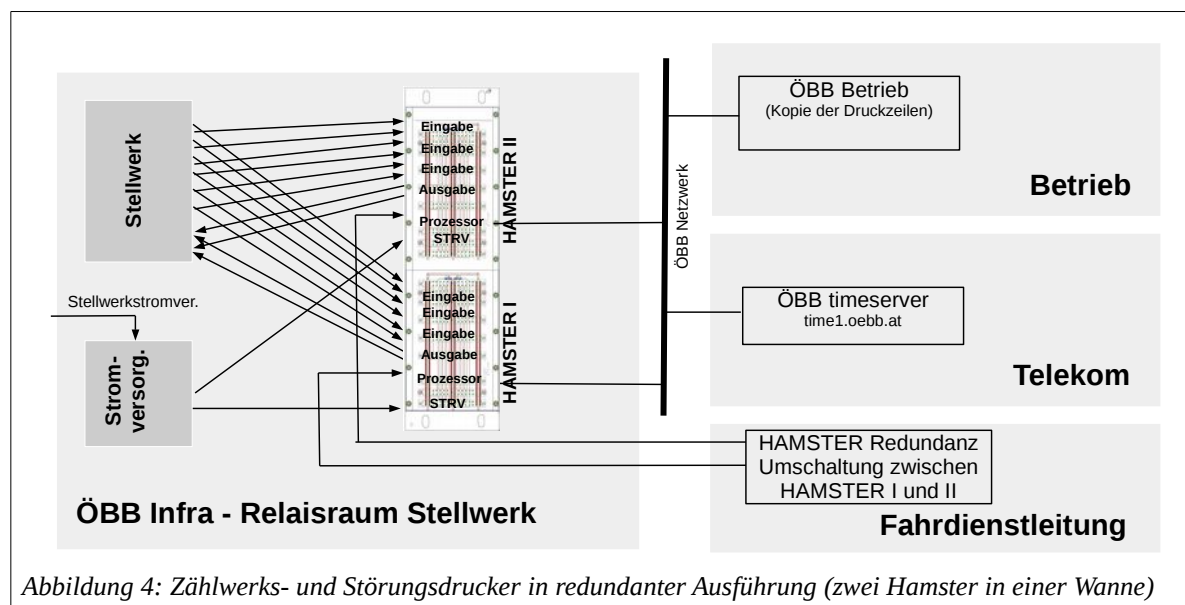 Stellwerk
Stellwerkstromver.
Strom-
versorg.
Eingabe
Eingabe
Eingabe
Ausgabe
Prozessor
STRV
HAMSTER II
Eingabe
Eingabe
Eingabe
Ausgabe
Prozessor
STRV
HAMSTER I
ÖBB Infra - Relaisraum Stellwerk
ÖBB Netzwerk
ÖBB Betrieb
(Kopie der Druckzeilen)
Betrieb
ÖBB timeserver
time1.oebb.at
Telekom
HAMSTER Redundanz
Umschaltung zwischen
HAMSTER I und II
Fahrdienstleitung
Abbildung 4: Zählwerks- und Störungsdrucker in redundanter Ausführung (zwei Hamster in einer Wanne)